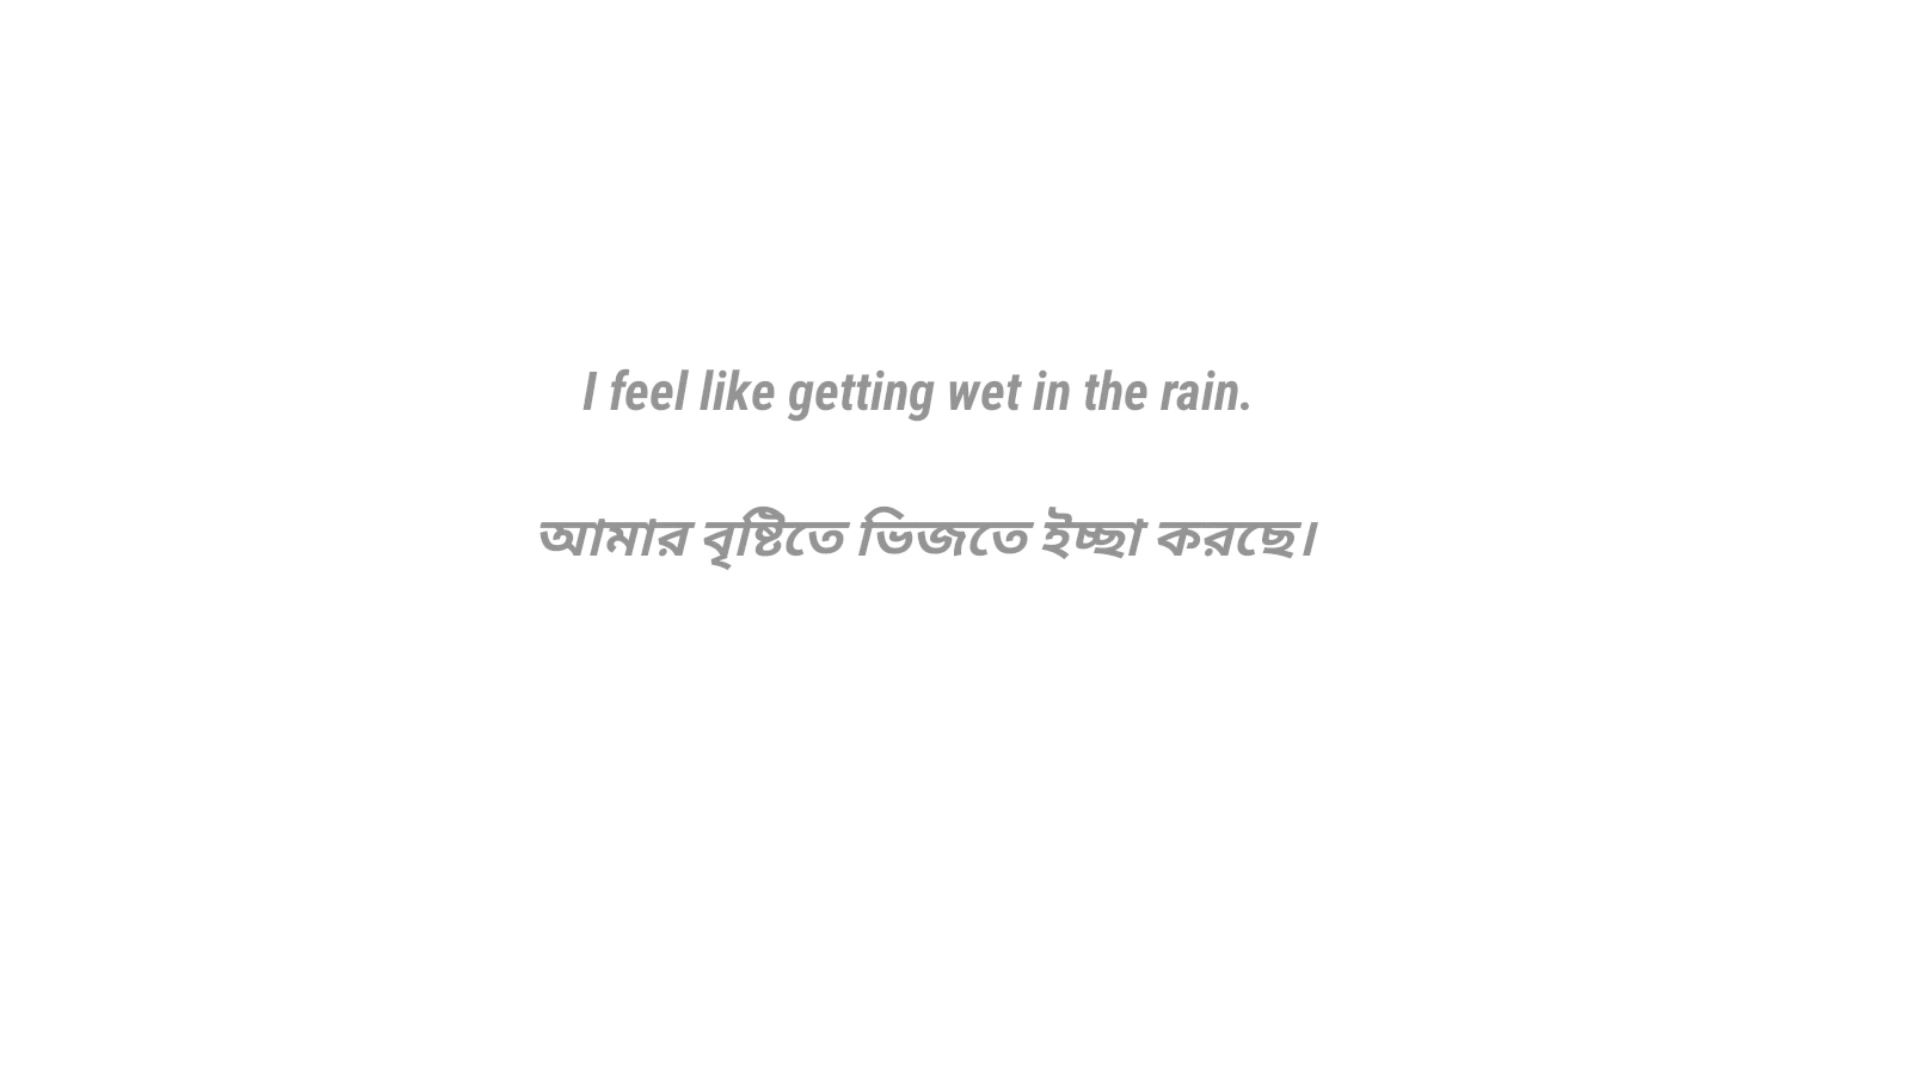 I feel like getting wet in the rain.
আমার বৃষ্টিতে ভিজতে ইচ্ছা করছে।